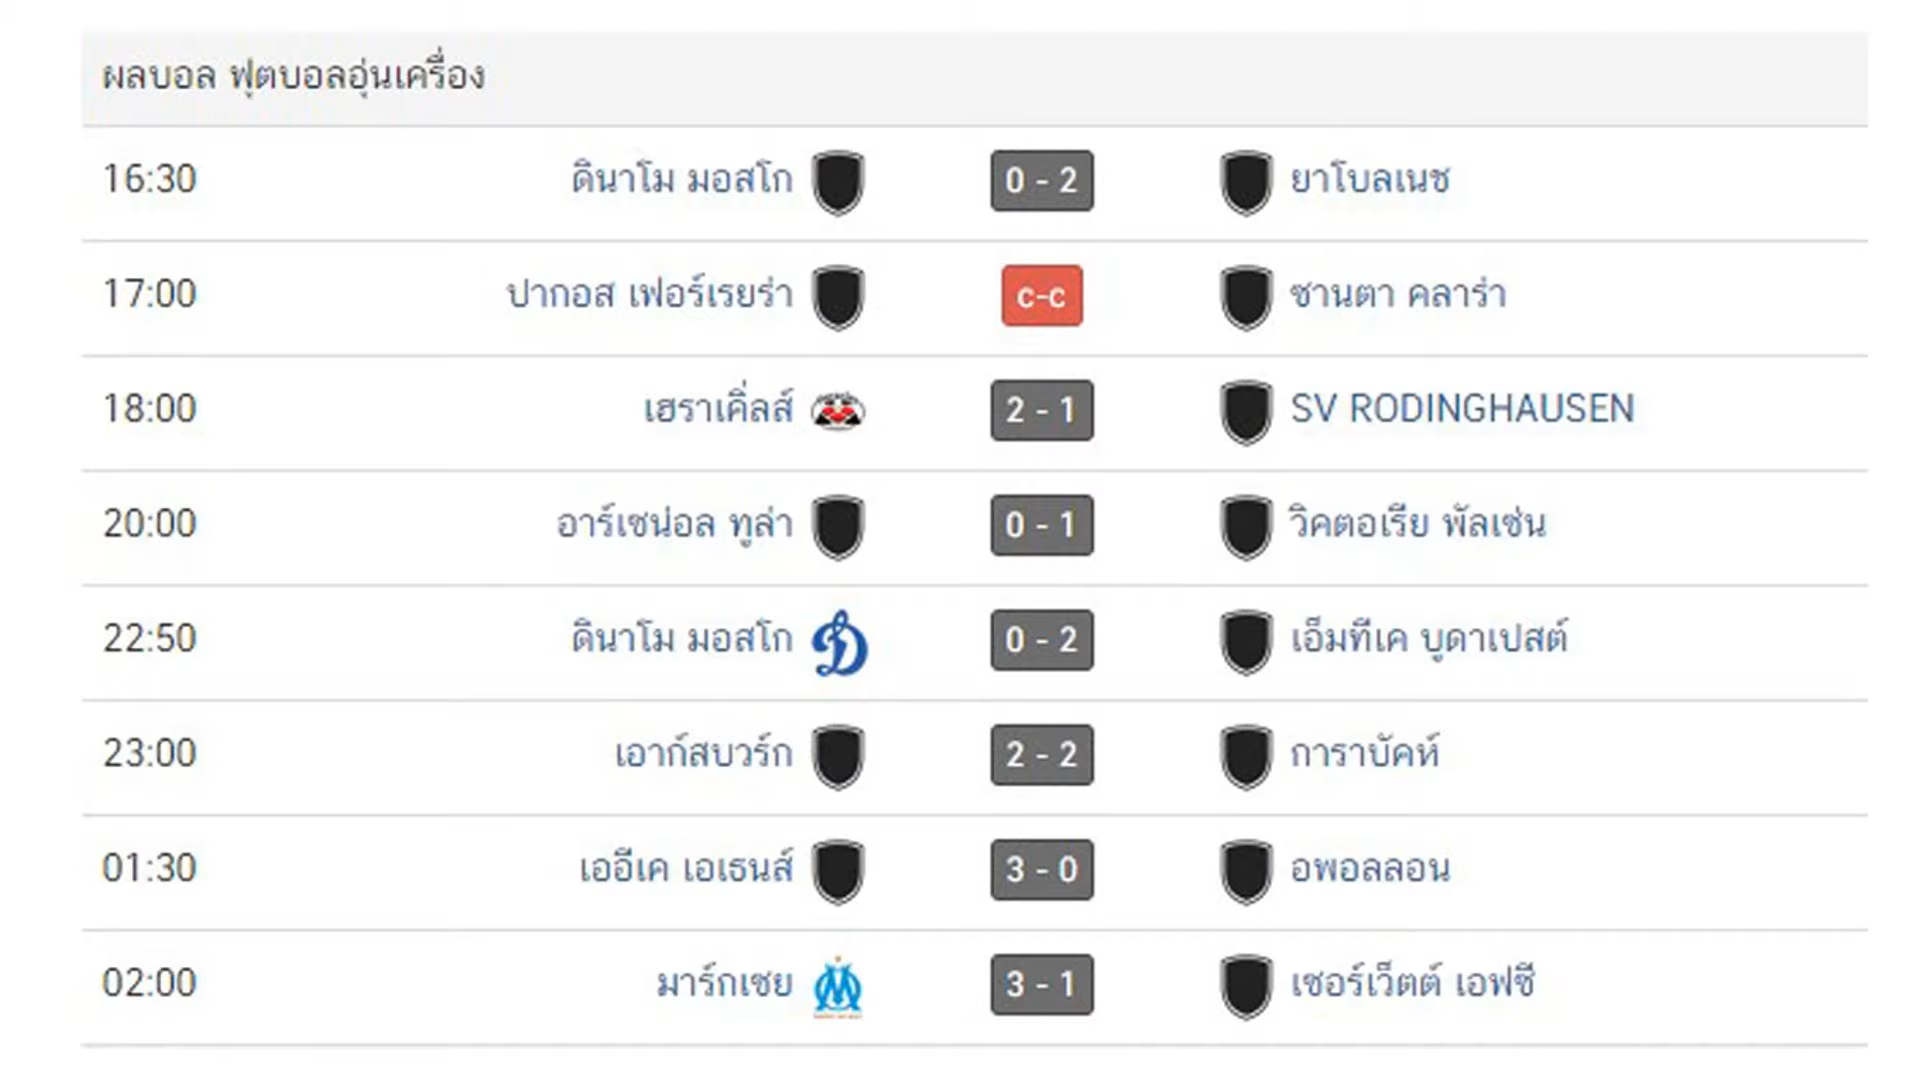 ผลบอล ฟุตบอลอุ่นเครื่อง
16:30 ดินาโม มอสโก 0 - 2 ยาโบลเนช
17:00 ปากอส เฟอร์เรยร่า c-c ซานตา คลาร่า
18:00 เฮราเคิ่ลส์ 2 - 1 SV RODINGHAUSEN
20:00 อาร์เซน่อล ทูล่า 0 - 1 วิคตอเรีย พัลเซ่น
22:50 ดินาโม มอสโก 0 - 2 เอ็มทีเค บูดาเปสต์
23:00 เอาก์สบวร์ก 2 - 2 การาบัคห์
01:30 เออีเค เอเธนส์ 3 - 0 อพอลลอน
02:00 มาร์กเซย 3 - 1 เซอร์เว็ตต์ เอฟซี